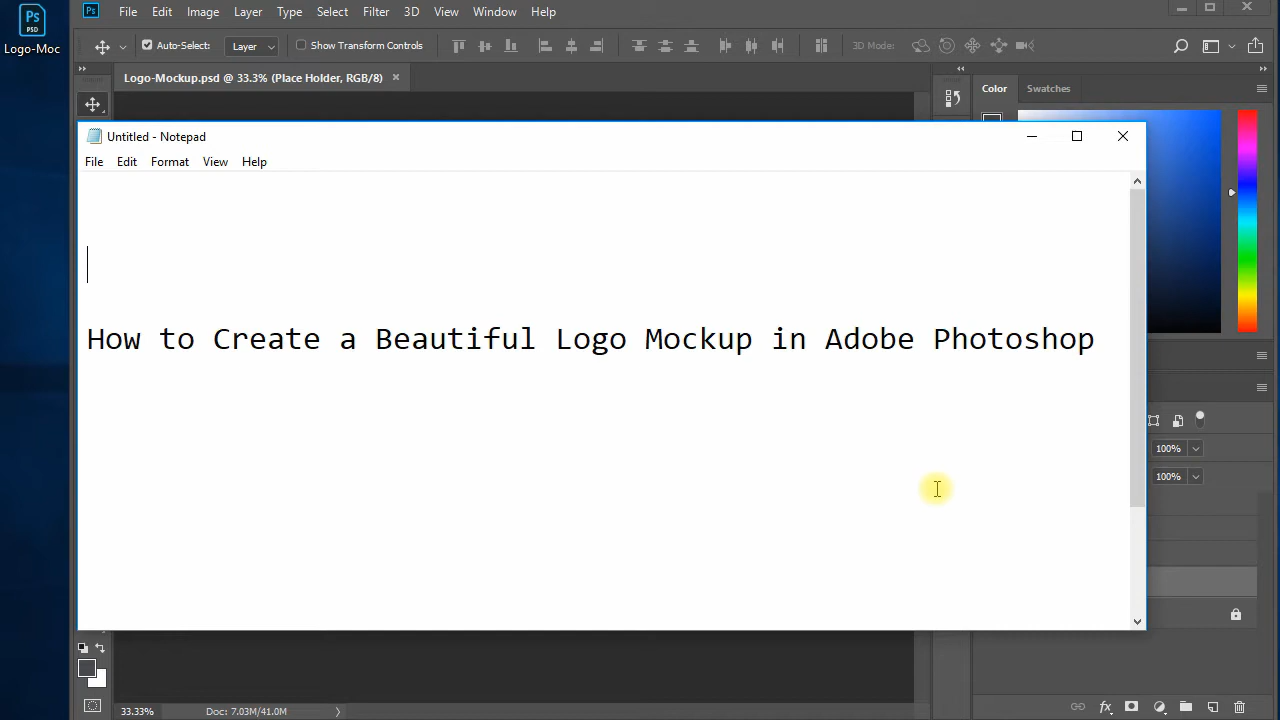 Ps
File Edit Image Layer Type Select Filter 3D View Window Help
PSD
Logo-Moc
Auto-Select: Layer Show Transform Controls 3D Mode:
Logo-Mockup.psd @ 33.3% (Place Holder, RGB/8)
Color Swatches
Untitled - Notepad
File Edit Format View Help
How to Create a Beautiful Logo Mockup in Adobe Photoshop
100%
100%
fx
33.33% Doc: 7.03M/41.0M